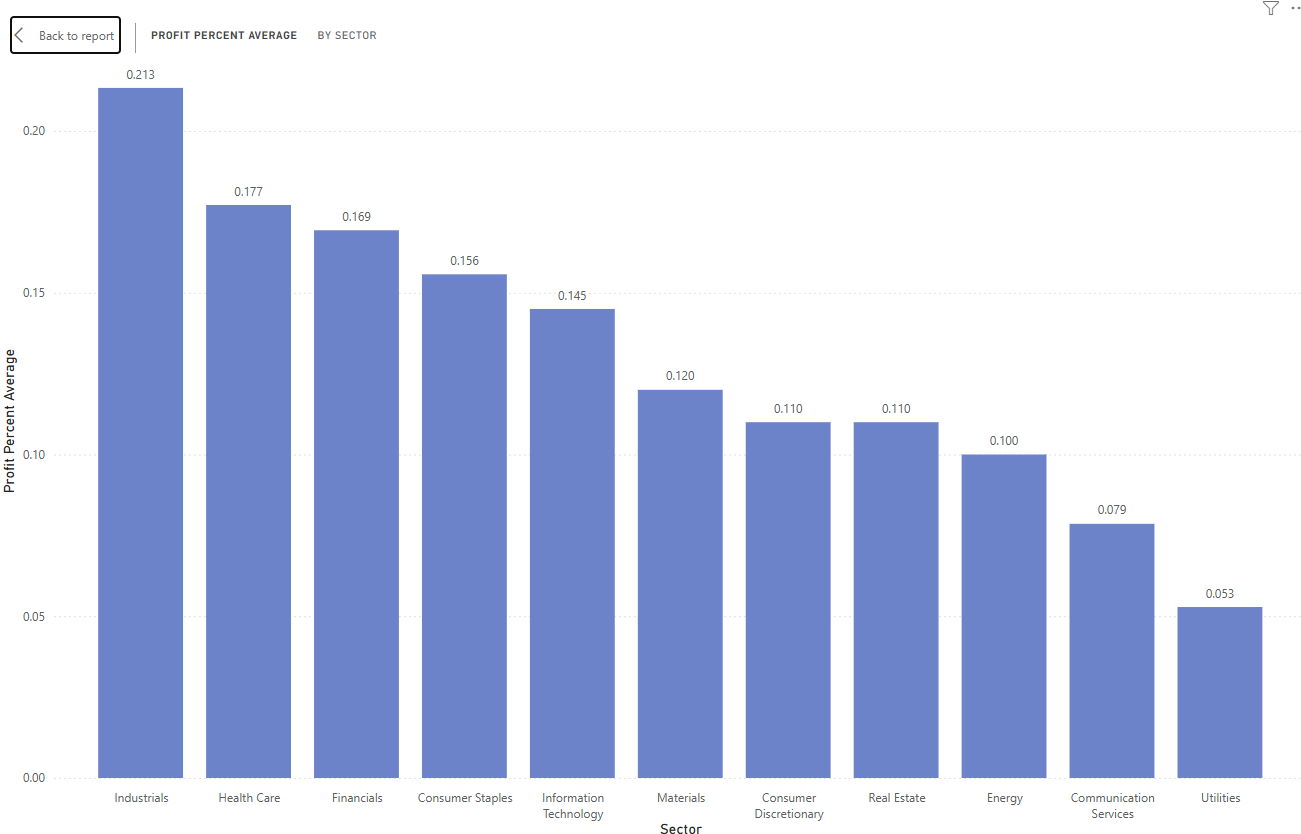 Back to report
PROFIT PERCENT AVERAGE BY SECTOR
0.213
0.177
0.169
0.156
0.145
0.120
0.110
0.110
0.100
0.079
0.053
0.20
0.15
0.10
0.05
0.00
Profit Percent Average
Industrials
Health Care
Financials
Consumer Staples
Information
Technology
Materials
Consumer
Discretionary
Real Estate
Energy
Communication
Services
Utilities
Sector